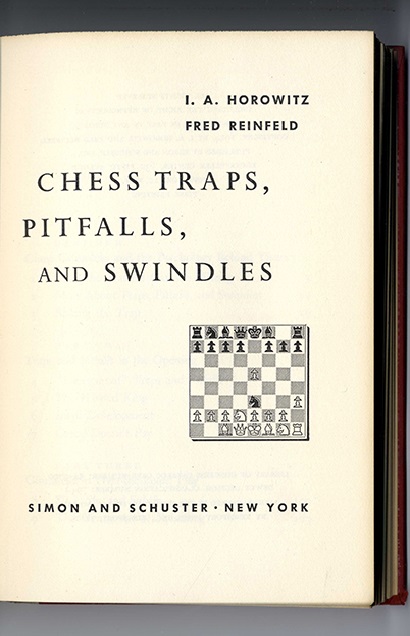 I. A. HOROWITZ
FRED REINFELD
CHESS TRAPS,
PITFALLS,
AND SWINDLES
SIMON AND SCHUSTER · NEW YORK